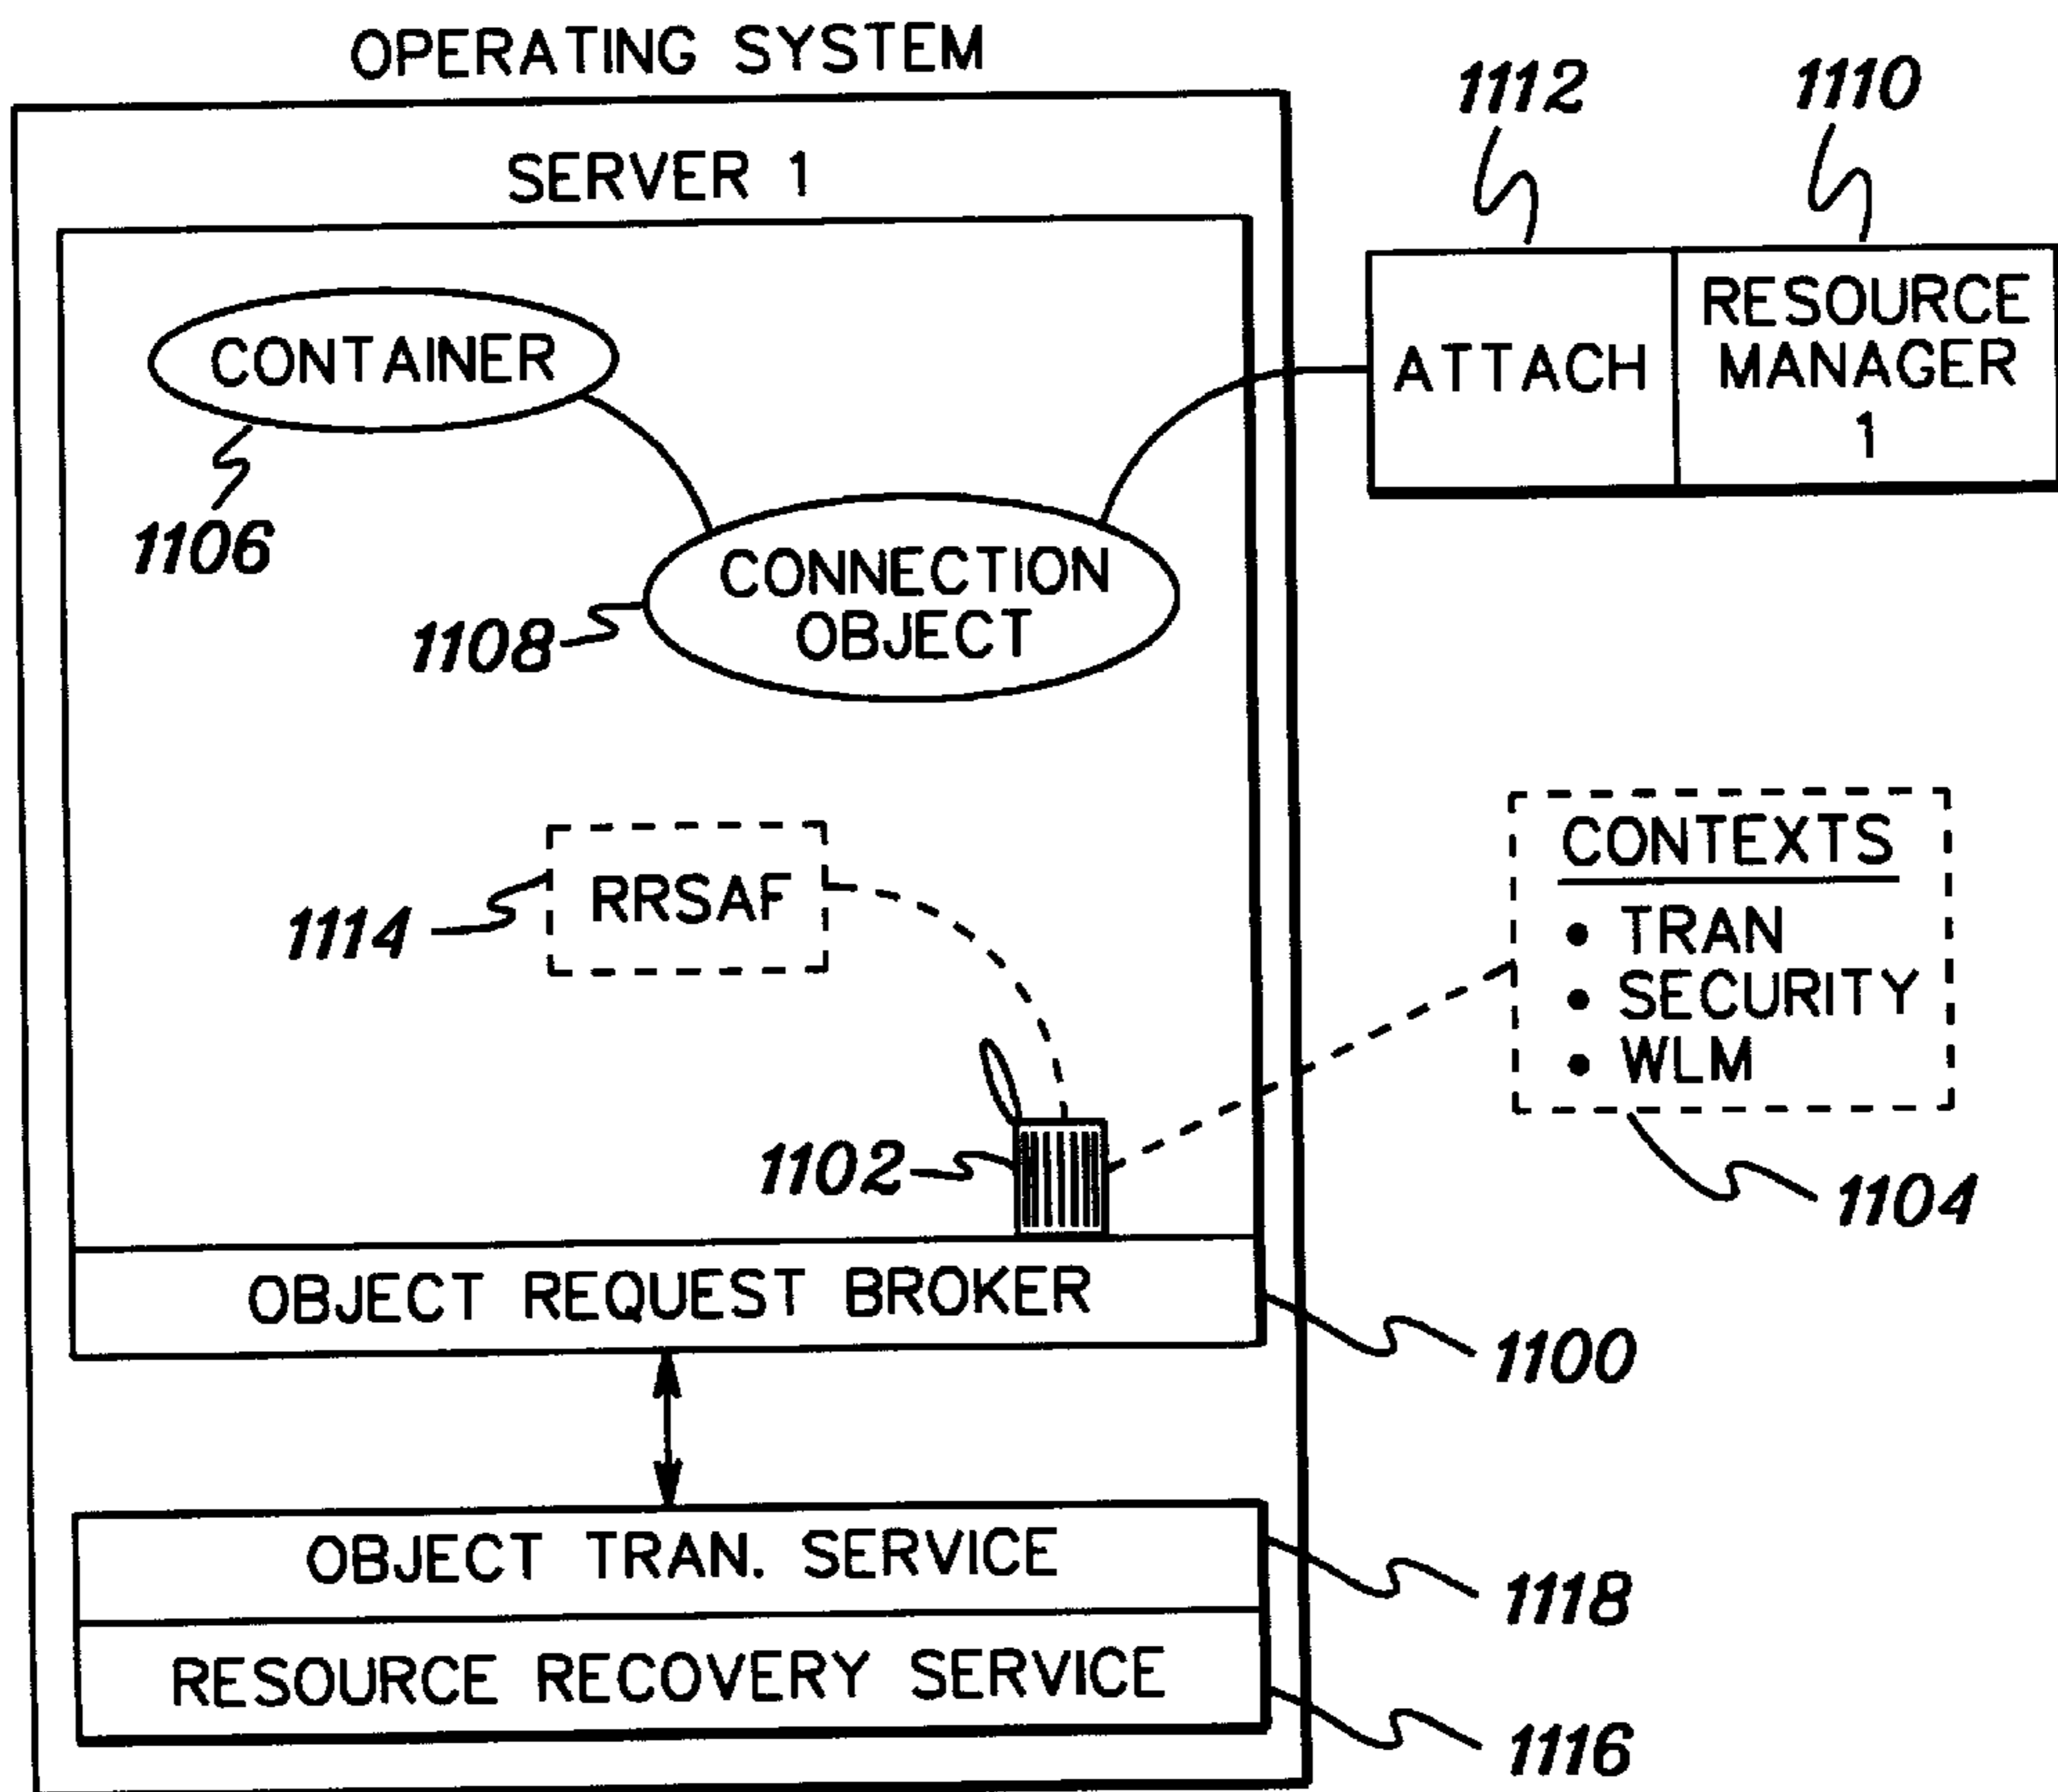 OPERATING SYSTEM
1112
1110
SERVER 1
CONTAINER
ATTACH
RESOURCE
MANAGER
1
1106
CONNECTION
OBJECT
1108
CONTEXTS
• TRAN
• SECURITY
• WLM
RRSAF
1114
1102
1104
OBJECT REQUEST BROKER
1100
OBJECT TRAN. SERVICE
1118
RESOURCE RECOVERY SERVICE
1116